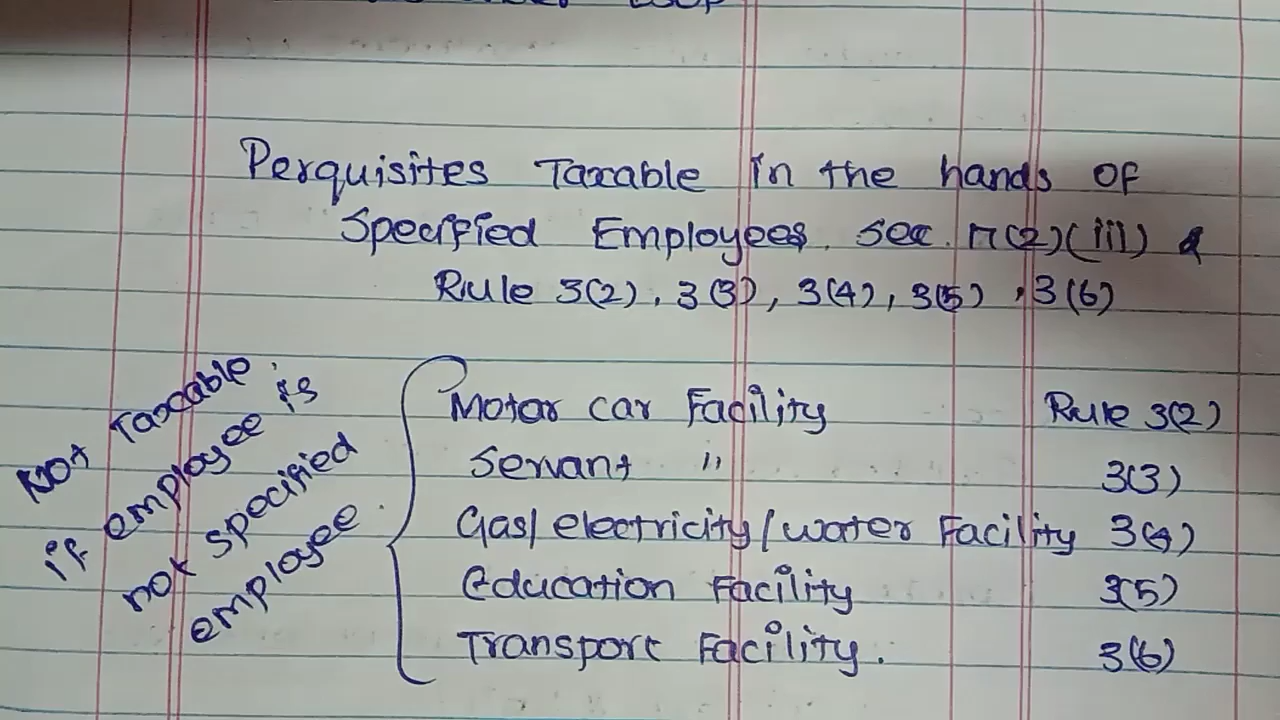 Perquisites Taxable in the hands of
Specified Employees. Sec. 17(2)(iii) &
Rule 3(2), 3(3), 3(4), 3(5), 3(6)
Not Taxable
if employee is
not specified
employee.
Motor car Facility Rule 3(2)
Servant " 3(3)
Gas/electricity/water Facility 3(4)
Education Facility 3(5)
Transport Facility. 3(6)